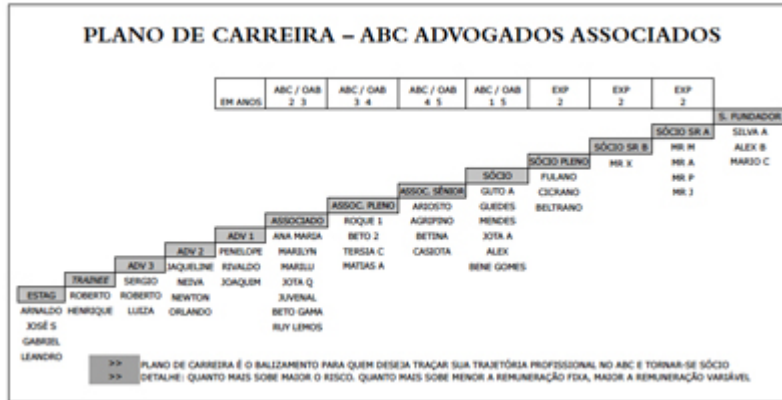 PLANO DE CARREIRA – ABC ADVOGADOS ASSOCIADOS
EM ANOS
ABC / OAB
2 3
ABC / OAB
3 4
ABC / OAB
4 5
ABC / OAB
1 5
EXP
2
EXP
2
EXP
2
ESTAG
ARNALDO
JOSÉ S
GABRIEL
LEANDRO
TRAINEE
ROBERTO
HENRIQUE
ADV 3
SERGIO
ROBERTO
LUIZA
ADV 2
JAQUELINE
NEIVA
NEWTON
ORLANDO
ADV 1
PENELOPE
RIVALDO
JOAQUIM
ASSOCIADO
ANA MARIA
MARILYN
MARILU
JOTA Q
JUVENAL
BETO GAMA
RUY LEMOS
ASSOC. PLENO
ROQUE 1
BETO 2
TERSIA C
MATIAS A
ASSOC. SÊNIOR
ARIOSTO
AGRIPINO
BETINA
CASIOTA
SÓCIO
GUTO A
GUEDES
MENDES
JOTA A
ALEX
BENE GOMES
SÓCIO PLENO
FULANO
CICRANO
BELTRANO
SÓCIO SR B
MR X
SÓCIO SR A
MR M
MR A
MR P
MR J
S. FUNDADOR
SILVA A
ALEX B
MARIO C
>> PLANO DE CARREIRA É O BALIZAMENTO PARA QUEM DESEJA TRAÇAR SUA TRAJETÓRIA PROFISSIONAL NO ABC E TORNAR-SE SÓCIO
>> DETALHE: QUANTO MAIS SOBE MAIOR O RISCO. QUANTO MAIS SOBE MENOR A REMUNERAÇÃO FIXA, MAIOR A REMUNERAÇÃO VARIÁVEL